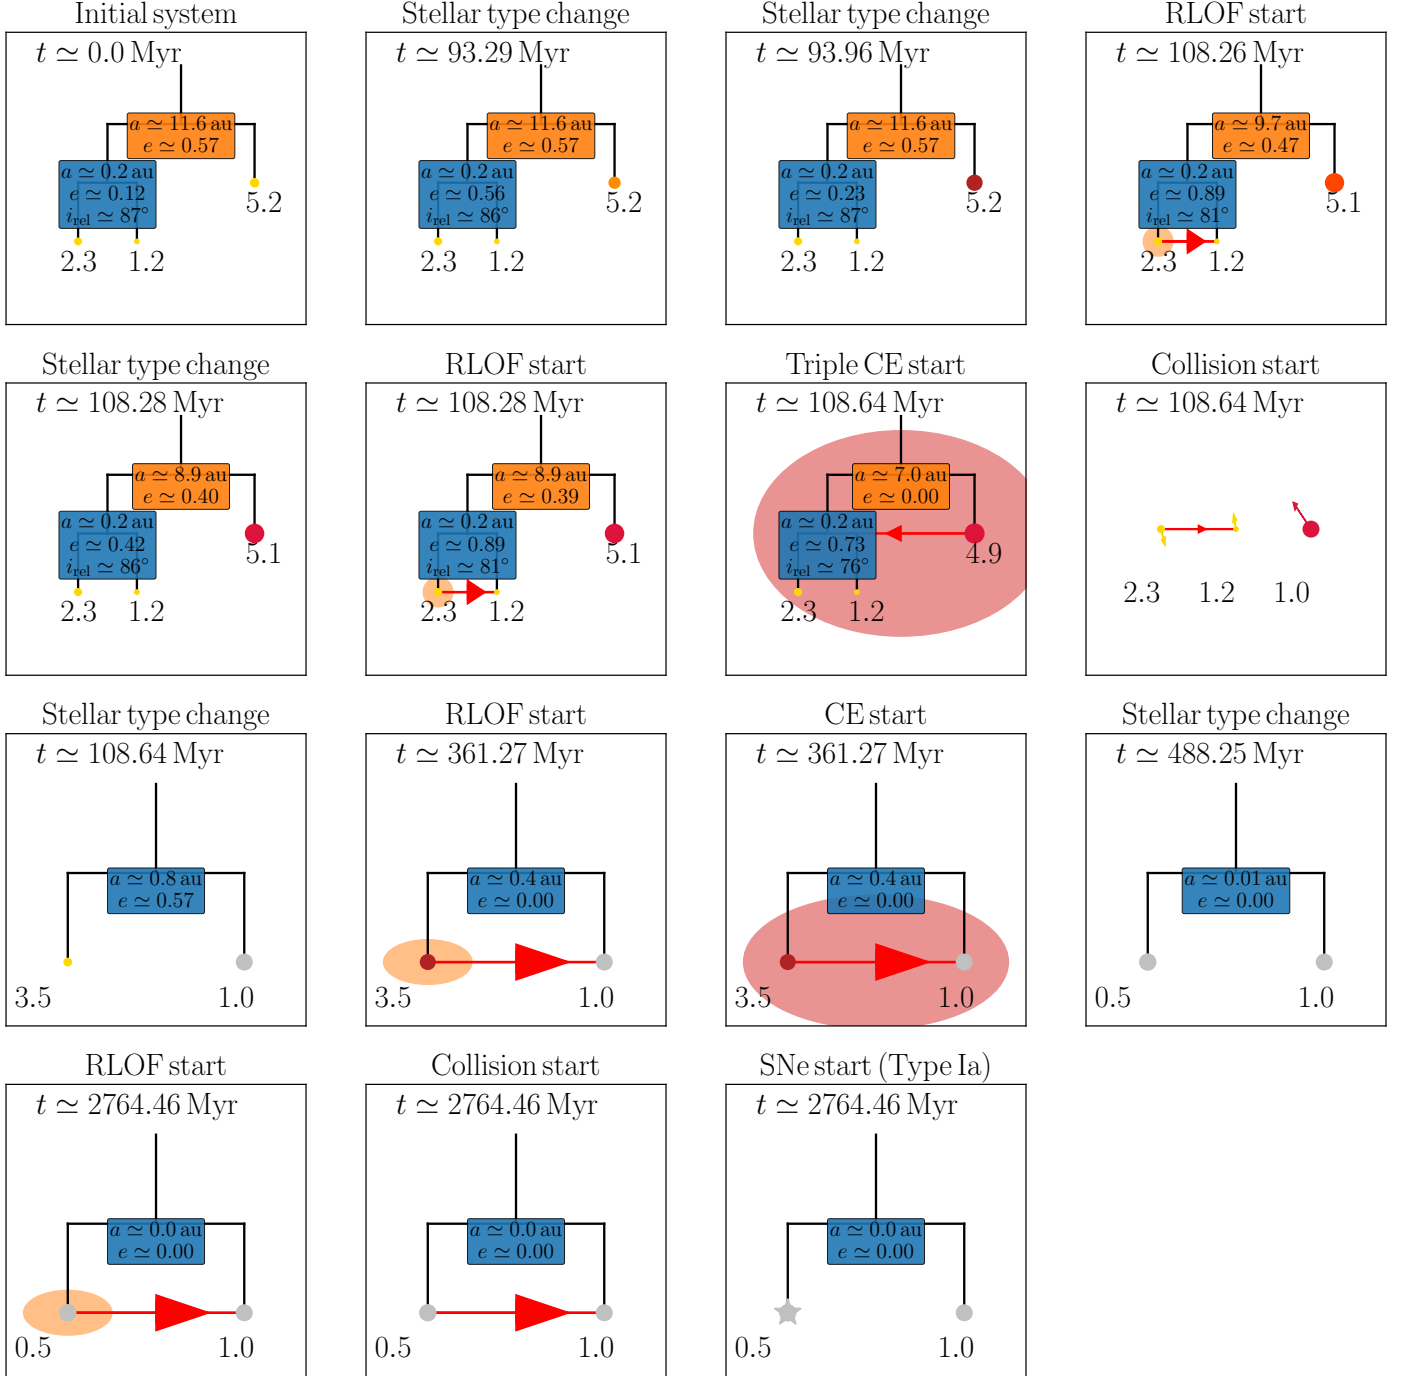 Initial system
t ≃ 0.0 Myr
a ≃ 11.6 au
e ≃ 0.57
a ≃ 0.2 au
e ≃ 0.12
i_rel ≃ 87°
5.2
2.3
1.2
Stellar type change
t ≃ 93.29 Myr
a ≃ 11.6 au
e ≃ 0.57
a ≃ 0.2 au
e ≃ 0.56
i_rel ≃ 86°
5.2
2.3
1.2
Stellar type change
t ≃ 93.96 Myr
a ≃ 11.6 au
e ≃ 0.57
a ≃ 0.2 au
e ≃ 0.23
i_rel ≃ 87°
5.2
2.3
1.2
RLOF start
t ≃ 108.26 Myr
a ≃ 9.7 au
e ≃ 0.47
a ≃ 0.2 au
e ≃ 0.89
i_rel ≃ 81°
5.1
2.3
1.2
Stellar type change
t ≃ 108.28 Myr
a ≃ 8.9 au
e ≃ 0.40
a ≃ 0.2 au
e ≃ 0.42
i_rel ≃ 86°
5.1
2.3
1.2
RLOF start
t ≃ 108.28 Myr
a ≃ 8.9 au
e ≃ 0.39
a ≃ 0.2 au
e ≃ 0.89
i_rel ≃ 81°
5.1
2.3
1.2
Triple CE start
t ≃ 108.64 Myr
a ≃ 7.0 au
e ≃ 0.00
a ≃ 0.2 au
e ≃ 0.73
i_rel ≃ 76°
4.9
2.3
1.2
Collision start
t ≃ 108.64 Myr
2.3
1.2
1.0
Stellar type change
t ≃ 108.64 Myr
a ≃ 0.8 au
e ≃ 0.57
3.5
1.0
RLOF start
t ≃ 361.27 Myr
a ≃ 0.4 au
e ≃ 0.00
3.5
1.0
CE start
t ≃ 361.27 Myr
a ≃ 0.4 au
e ≃ 0.00
3.5
1.0
Stellar type change
t ≃ 488.25 Myr
a ≃ 0.01 au
e ≃ 0.00
0.5
1.0
RLOF start
t ≃ 2764.46 Myr
a ≃ 0.0 au
e ≃ 0.00
0.5
1.0
Collision start
t ≃ 2764.46 Myr
a ≃ 0.0 au
e ≃ 0.00
0.5
1.0
SNe start (Type Ia)
t ≃ 2764.46 Myr
a ≃ 0.0 au
e ≃ 0.00
0.5
1.0